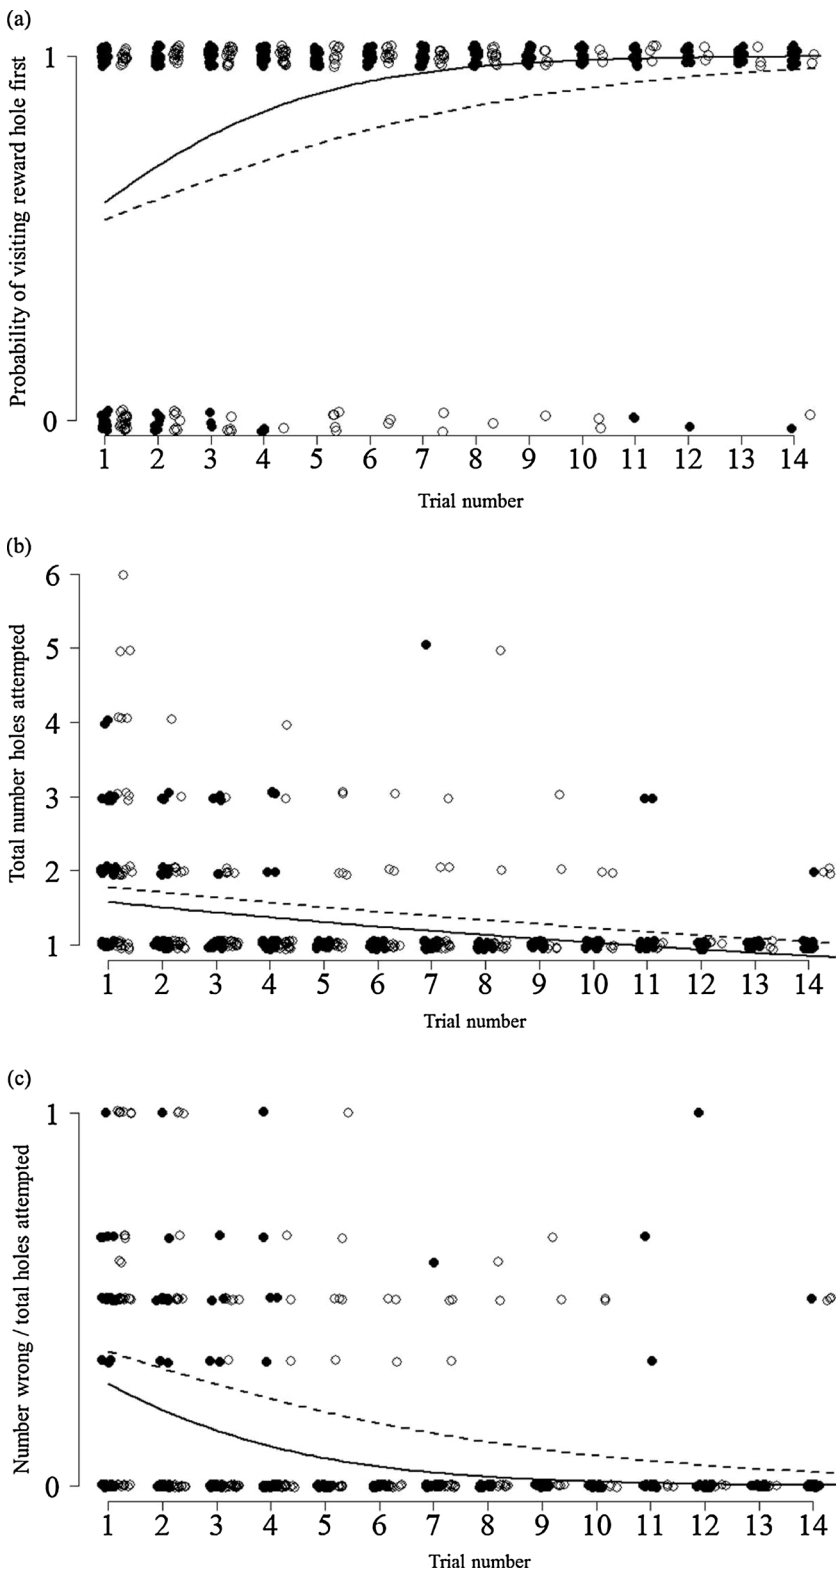 (a)
Probability of visiting reward hole first
1
0
1 2 3 4 5 6 7 8 9 10 11 12 13 14
Trial number
(b)
Total number holes attempted
6
5
4
3
2
1
1 2 3 4 5 6 7 8 9 10 11 12 13 14
Trial number
(c)
Number wrong / total holes attempted
1
0
1 2 3 4 5 6 7 8 9 10 11 12 13 14
Trial number